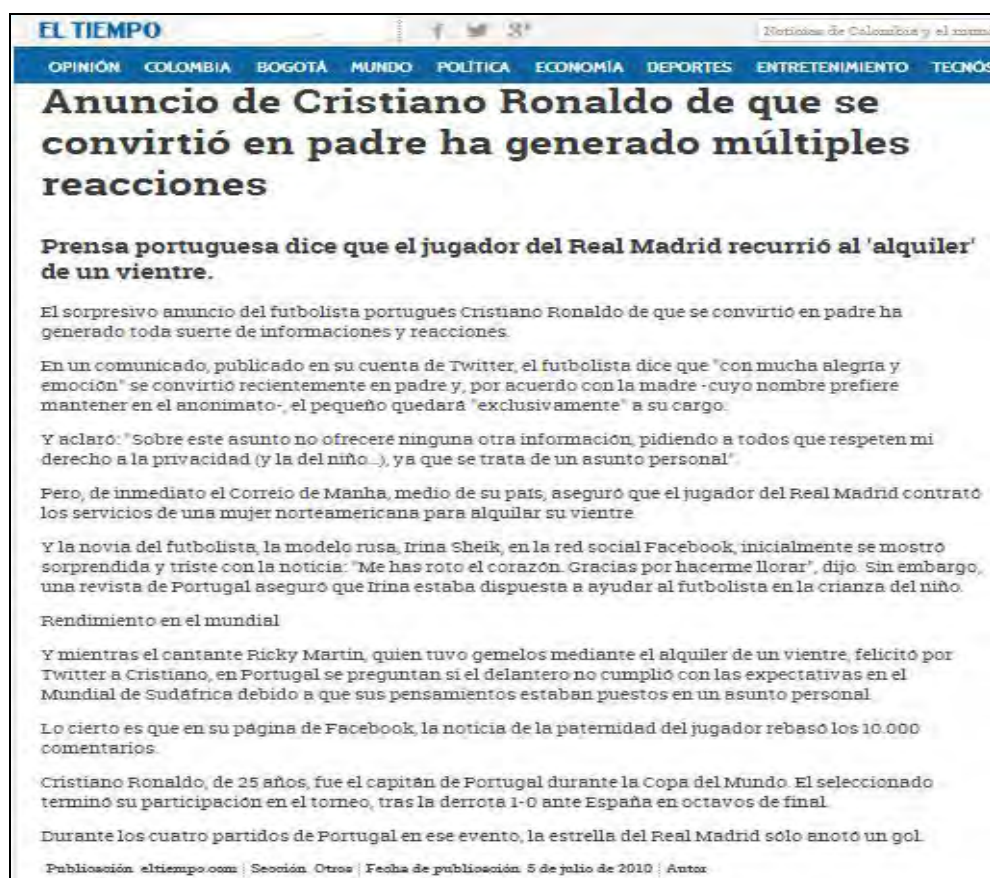 EL TIEMPO
Noticias de Colombia y el
OPINIÓN COLOMBIA BOGOTÁ MUNDO POLÍTICA ECONOMÍA DEPORTES ENTRETENIMIENTO TECNÓS
Anuncio de Cristiano Ronaldo de que se
convirtió en padre ha generado múltiples
reacciones
Prensa portuguesa dice que el jugador del Real Madrid recurrió al 'alquiler'
de un vientre.
El sorpresivo anuncio del futbolista portugués Cristiano Ronaldo de que se convirtió en padre ha
generado toda suerte de informaciones y reacciones.
En un comunicado, publicado en su cuenta de Twitter, el futbolista dice que "con mucha alegría y
emoción" se convirtió recientemente en padre y, por acuerdo con la madre -cuyo nombre prefiere
mantener en el anonimato-, el pequeño quedará "exclusivamente" a su cargo.
Y aclaró: "Sobre este asunto no ofreceré ninguna otra información, pidiendo a todos que respeten mi
derecho a la privacidad (y la del niño...), ya que se trata de un asunto personal".
Pero, de inmediato el Correio de Manha, medio de su país, aseguró que el jugador del Real Madrid contrató
los servicios de una mujer norteamericana para alquilar su vientre.
Y la novia del futbolista, la modelo rusa, Irina Sheik, en la red social Facebook, inicialmente se mostró
sorprendida y triste con la noticia: "Me has roto el corazón. Gracias por hacerme llorar", dijo. Sin embargo,
una revista de Portugal aseguró que Irina estaba dispuesta a ayudar al futbolista en la crianza del niño.
Rendimiento en el mundial
Y mientras el cantante Ricky Martin, quien tuvo gemelos mediante el alquiler de un vientre, felicitó por
Twitter a Cristiano, en Portugal se preguntan si el delantero no cumplió con las expectativas en el
Mundial de Sudáfrica debido a que sus pensamientos estaban puestos en un asunto personal.
Lo cierto es que en su página de Facebook, la noticia de la paternidad del jugador rebasó los 10.000
comentarios.
Cristiano Ronaldo, de 25 años, fue el capitán de Portugal durante la Copa del Mundo. El seleccionado
terminó su participación en el torneo, tras la derrota 1-0 ante España en octavos de final.
Durante los cuatro partidos de Portugal en ese evento, la estrella del Real Madrid sólo anotó un gol.
Publicación eltiempo.com | Sección Otros | Fecha de publicación 5 de julio de 2010 | Autor